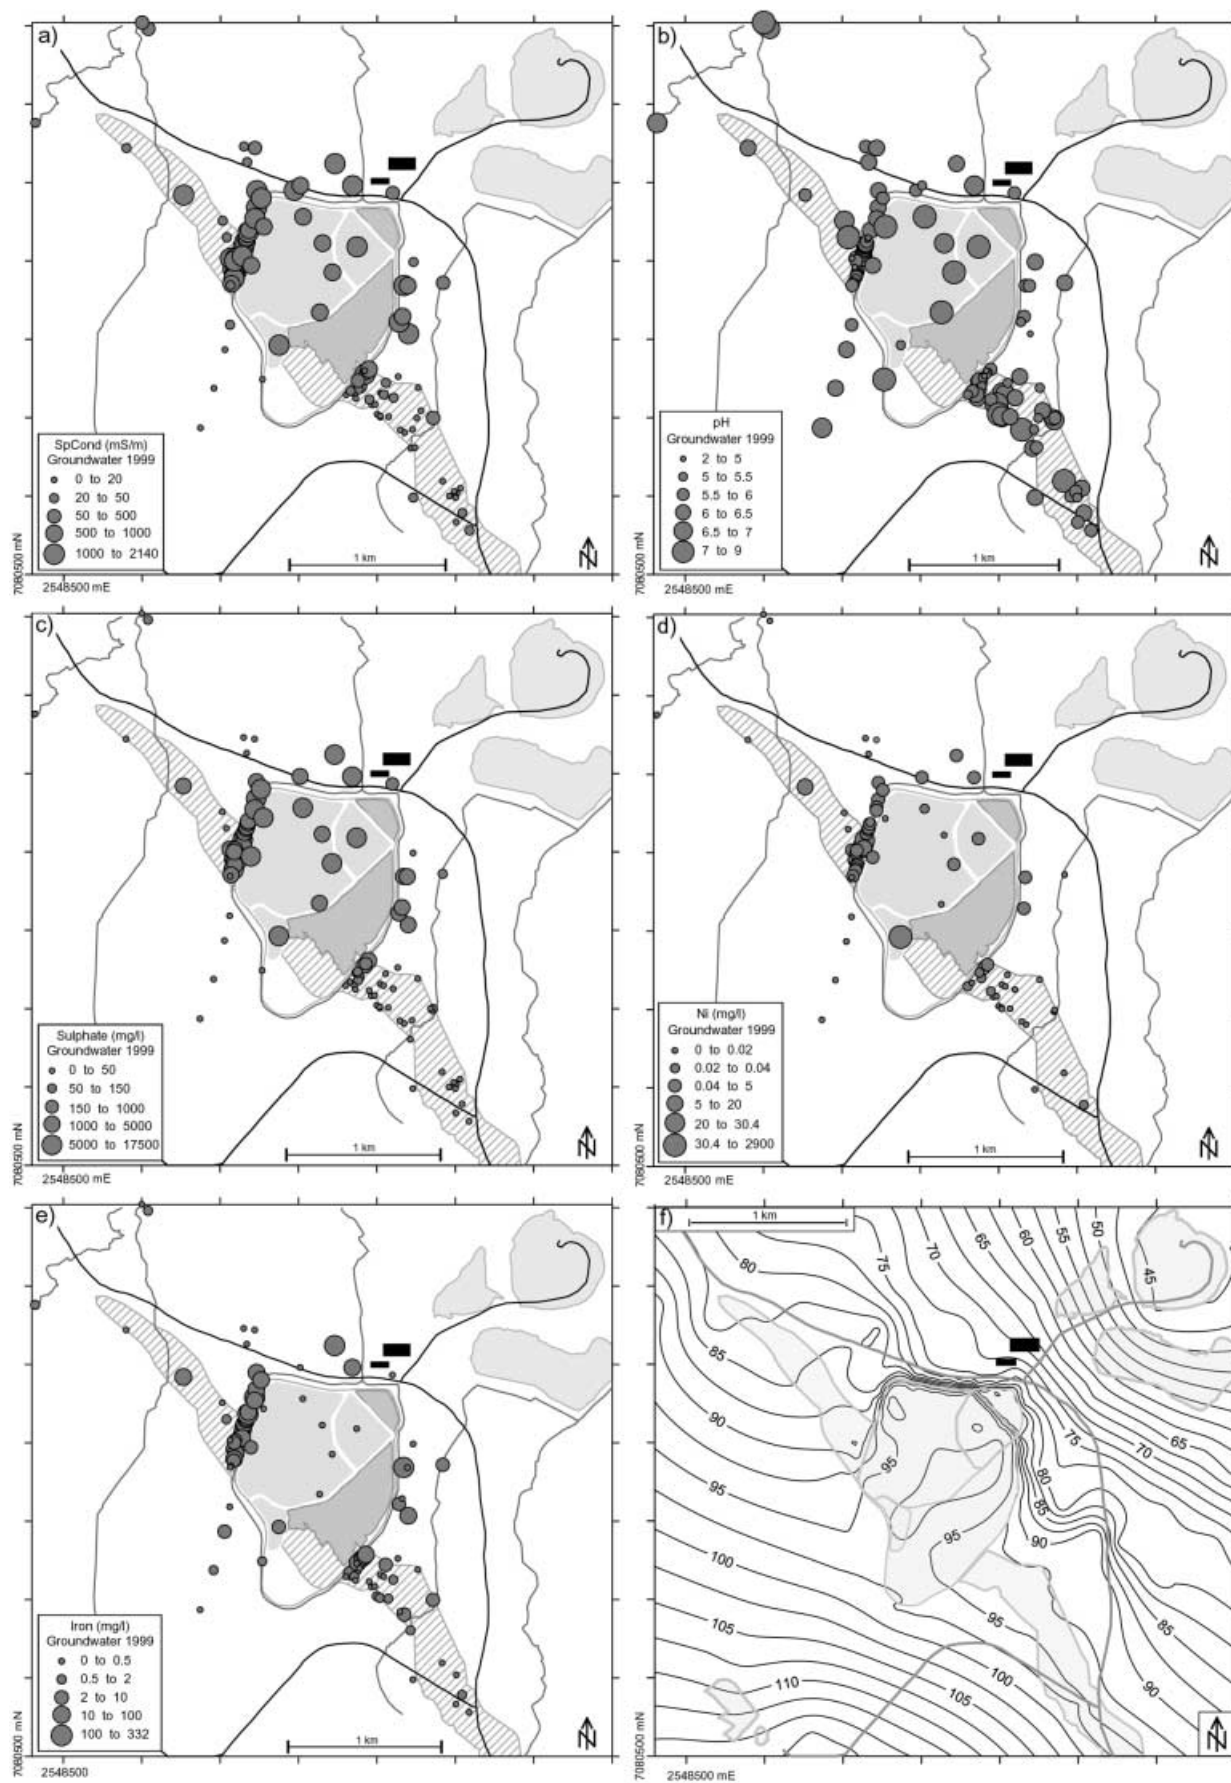 a)
SpCond (mS/m)
Groundwater 1999
0 to 20
20 to 50
50 to 500
500 to 1000
1000 to 2140
1 km
N
7080500 mN
2548500 mE
b)
pH
Groundwater 1999
2 to 5
5 to 5.5
5.5 to 6
6 to 6.5
6.5 to 7
7 to 9
1 km
N
7080500 mN
2548500 mE
c)
Sulphate (mg/l)
Groundwater 1999
0 to 50
50 to 150
150 to 1000
1000 to 5000
5000 to 17500
1 km
N
7080500 mN
2548500 mE
d)
Ni (mg/l)
Groundwater 1999
0 to 0.02
0.02 to 0.04
0.04 to 5
5 to 20
20 to 30.4
30.4 to 2900
1 km
N
7080500 mN
2548500 mE
e)
Iron (mg/l)
Groundwater 1999
0 to 0.5
0.5 to 2
2 to 10
10 to 100
100 to 332
1 km
N
7080500 mN
2548500
f)
1 km
80
75
70
65
60
55
50
45
85
90
95
95
75
70
65
80
85
90
95
100
105
110
95
100
105
85
90
N
7080500 mN
2548500 mE